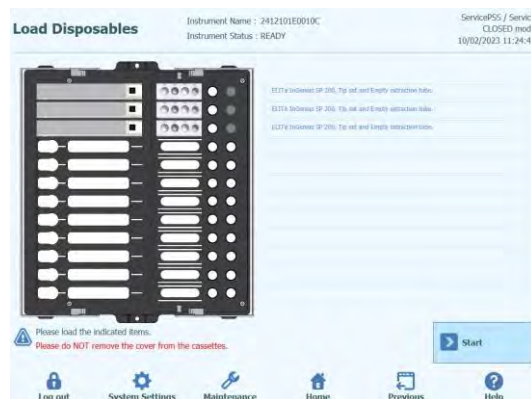 Load Disposables
Instrument Name : 2412101E0010C
Instrument Status : READY
ServicePSS / Servic
CLOSED mod
10/02/2023 11:24:4
ELITe InGenius SP 200, Tip set and Empty extraction tube.
ELITe InGenius SP 200, Tip set and Empty extraction tube.
ELITe InGenius SP 200, Tip set and Empty extraction tube.
Please load the indicated items.
Please do NOT remove the cover from the cassettes.
Start
Log out
System Settings
Maintenance
Home
Previous
Help